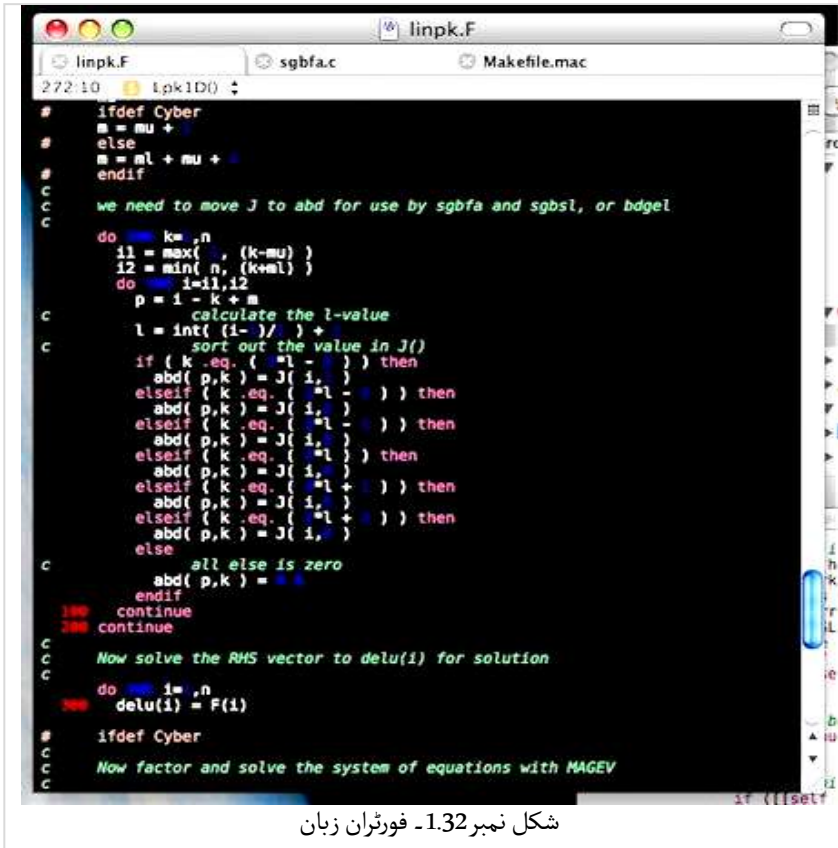 linpk.F
linpk.F sgbfa.c Makefile.mac
272:10 Lpk1D()
# ifdef Cyber
m = mu +
# else
m = ml + mu +
# endif
c
c we need to move J to abd for use by sgbfa and sgbsl, or bdgel
c
do k= ,n
i1 = max( , (k-mu) )
i2 = min( n, (k+ml) )
do i=i1,i2
p = i - k + m
c calculate the l-value
l = int( (i- )/ ) +
c sort out the value in J()
if ( k .eq. ( *l - ) ) then
abd( p,k ) = J( i, )
elseif ( k .eq. ( *l - ) ) then
abd( p,k ) = J( i, )
elseif ( k .eq. ( *l - ) ) then
abd( p,k ) = J( i, )
elseif ( k .eq. ( *l ) ) then
abd( p,k ) = J( i, )
elseif ( k .eq. ( *l + ) ) then
abd( p,k ) = J( i, )
elseif ( k .eq. ( *l + ) ) then
abd( p,k ) = J( i, )
else
c all else is zero
abd( p,k ) =
endif
100 continue
200 continue
c
c Now solve the RHS vector to delu(i) for solution
c
do i= ,n
300 delu(i) = F(i)
# ifdef Cyber
c
c Now factor and solve the system of equations with MAGEV
c
if ([[self
شکل نمبر1.32۔ فورٹران زبان